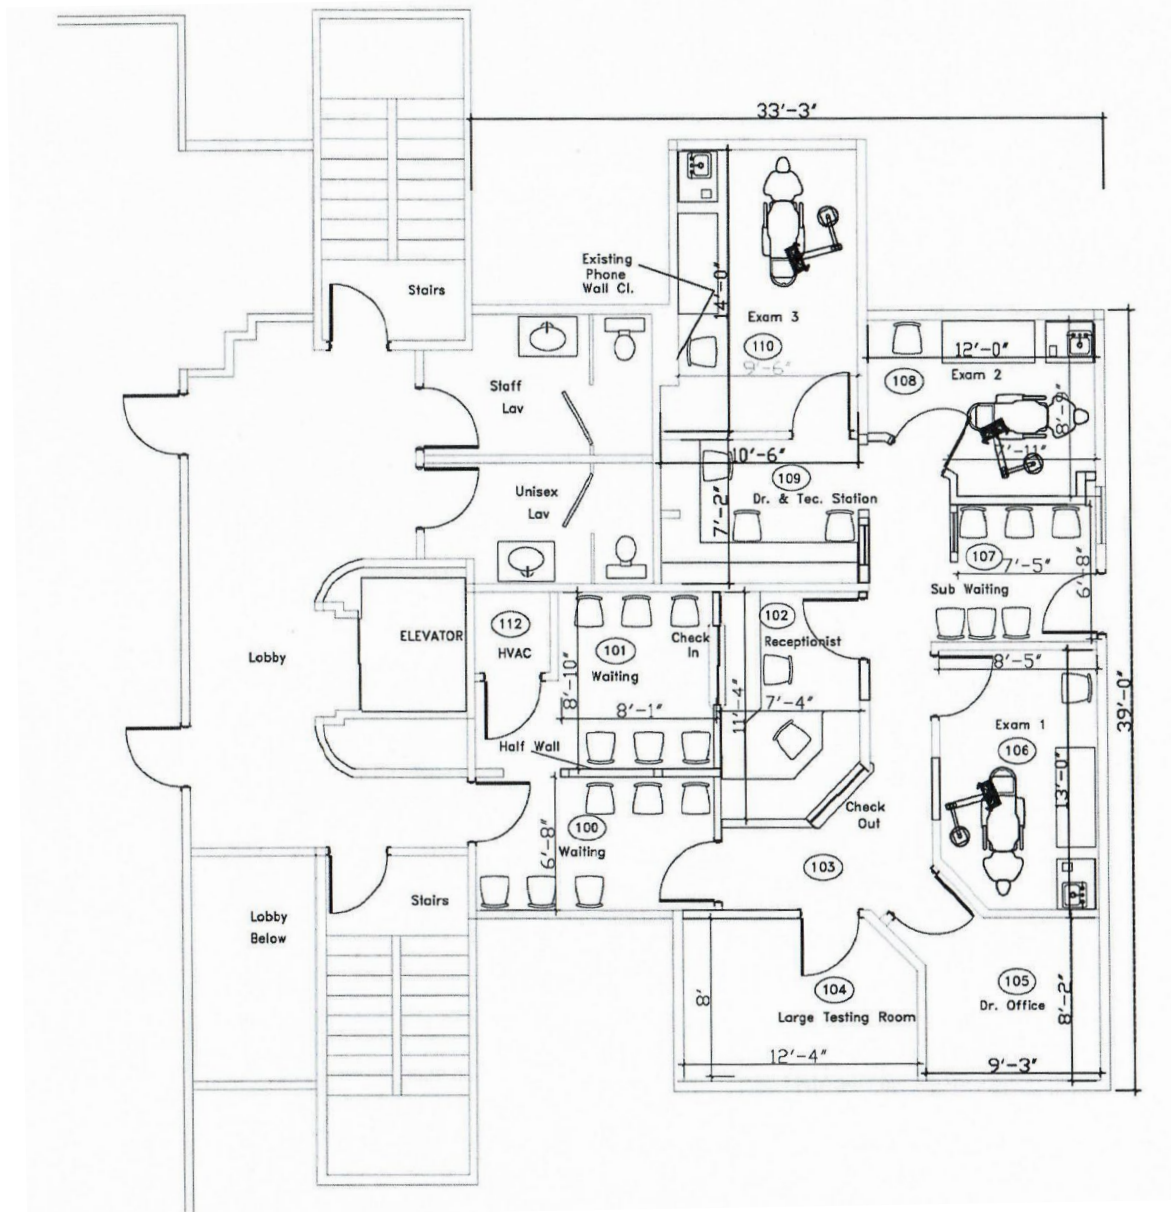 33'-3"
Existing
Phone
Wall Cl.
Stairs
14'-0"
Exam 3
110
9'-6"
12'-0"
108
Exam 2
8'-9"
7'-11"
Staff
Lav
10'-6"
109
Dr. & Tec. Station
7'-2"
Unisex
Lav
107
7'-5"
6'-8"
Sub Waiting
112
HVAC
ELEVATOR
Lobby
101
Waiting
Check
In
8'-10"
8'-1"
102
Receptionist
11'-4"
7'-4"
8'-5"
39'-0"
Exam 1
106
13'-0"
Half Wall
100
Waiting
6'-8"
Check
Out
103
Stairs
Lobby
Below
8'
104
Large Testing Room
12'-4"
105
Dr. Office
8'-2"
9'-3"